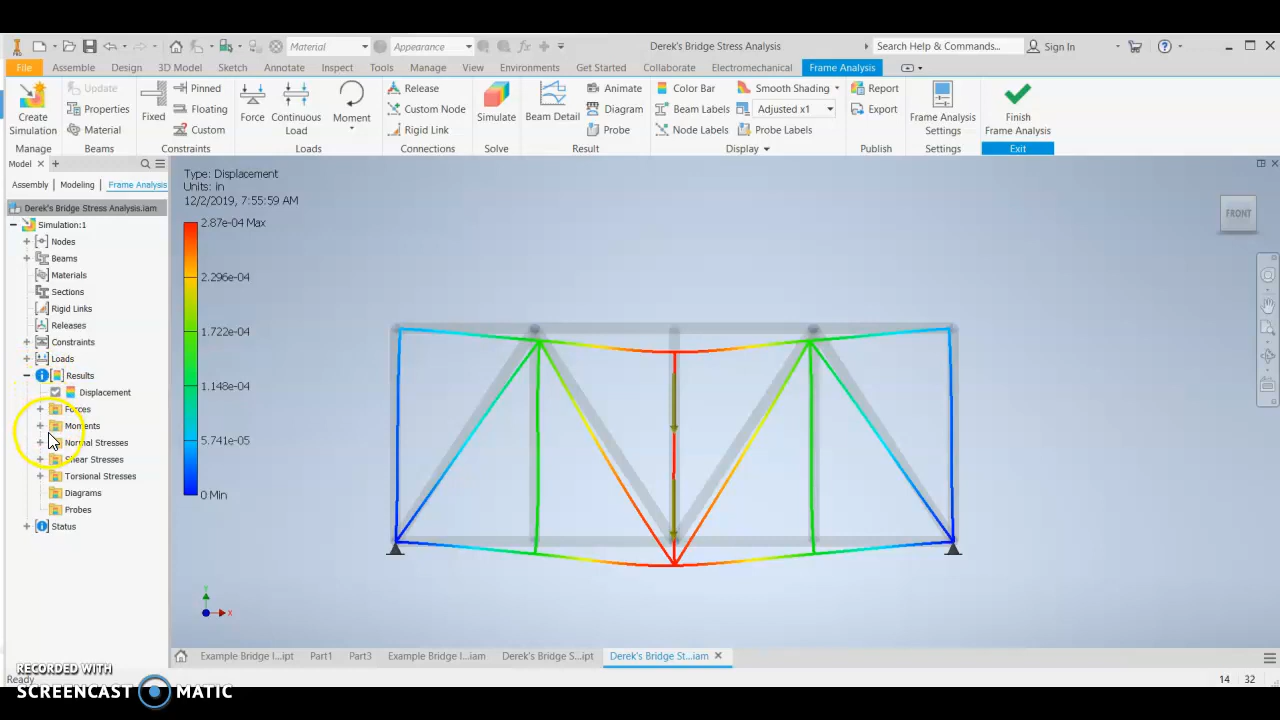 Material
Appearance
fx
Derek's Bridge Stress Analysis
Search Help & Commands...
Sign In
File
Assemble
Design
3D Model
Sketch
Annotate
Inspect
Tools
Manage
View
Environments
Get Started
Collaborate
Electromechanical
Frame Analysis
Create
Simulation
Update
Properties
Material
Fixed
Pinned
Floating
Custom
Force
Continuous
Load
Moment
Release
Custom Node
Rigid Link
Simulate
Beam Detail
Animate
Diagram
Probe
Color Bar
Beam Labels
Node Labels
Smooth Shading
Adjusted x1
Probe Labels
Report
Export
Frame Analysis
Settings
Finish
Frame Analysis
Manage
Beams
Constraints
Loads
Connections
Solve
Result
Display
Publish
Settings
Exit
Model
Assembly
Modeling
Frame Analysis
Derek's Bridge Stress Analysis.iam
Simulation:1
Nodes
Beams
Materials
Sections
Rigid Links
Releases
Constraints
Loads
Results
Displacement
Forces
Moments
Normal Stresses
Shear Stresses
Torsional Stresses
Diagrams
Probes
Status
Type: Displacement
Units: in
12/2/2019, 7:55:59 AM
2.87e-04 Max
2.296e-04
1.722e-04
1.148e-04
5.741e-05
0 Min
FRONT
Y
X
Example Bridge I...ipt
Part1
Part3
Example Bridge I...iam
Derek's Bridge S...ipt
Derek's Bridge St...iam
Ready
14
32
RECORDED WITH
SCREENCAST MATIC